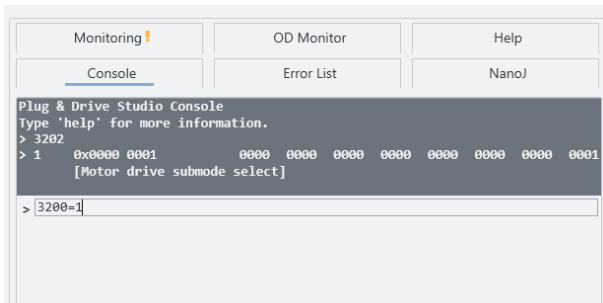 Monitoring !
OD Monitor
Help
Console
Error List
NanoJ
Plug & Drive Studio Console
Type 'help' for more information.
> 3202
> 1 0x0000 0001 0000 0000 0000 0000 0000 0000 0000 0001
[Motor drive submode select]
> 3200=1